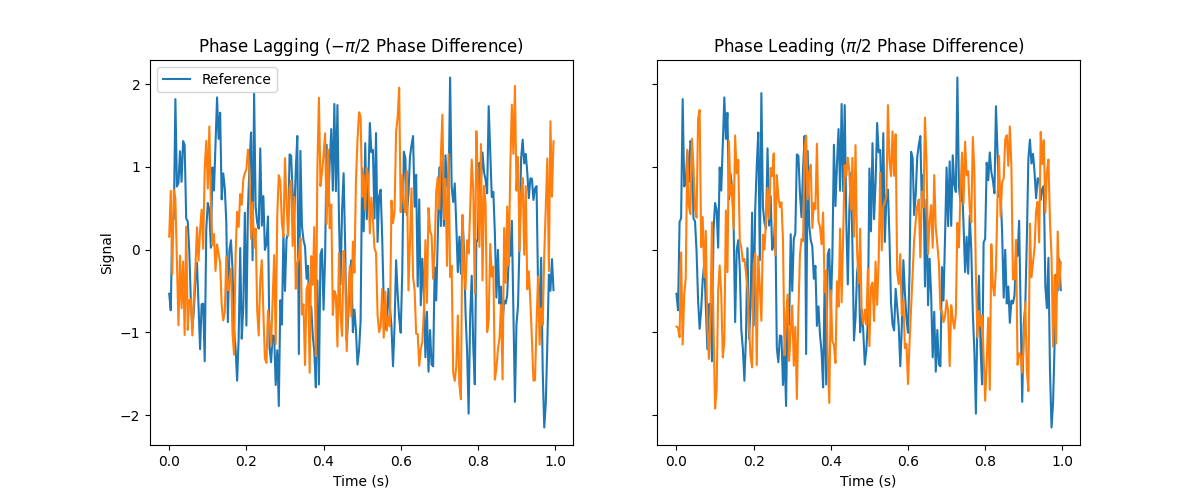 Phase Lagging (−π/2 Phase Difference)
Phase Leading (π/2 Phase Difference)
Reference
Signal
2
1
0
−1
−2
0.0 0.2 0.4 0.6 0.8 1.0
0.0 0.2 0.4 0.6 0.8 1.0
Time (s)
Time (s)